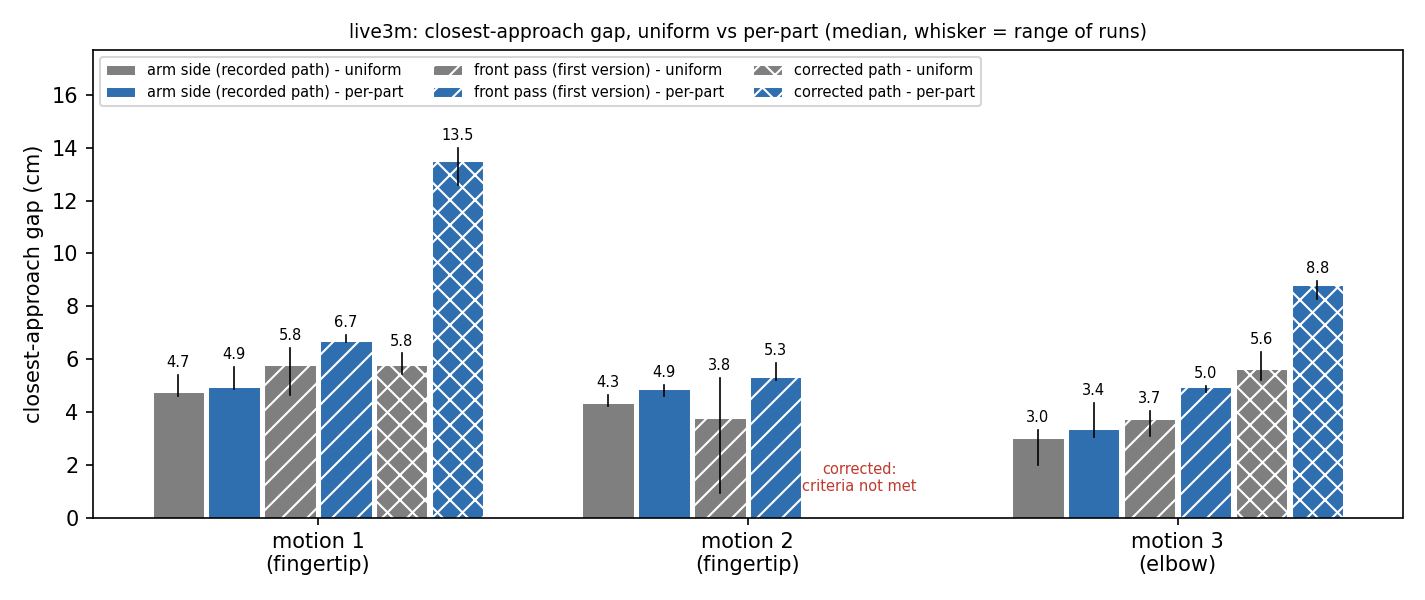 live3m: closest-approach gap, uniform vs per-part (median, whisker = range of runs)
arm side (recorded path) - uniform
arm side (recorded path) - per-part
front pass (first version) - uniform
front pass (first version) - per-part
corrected path - uniform
corrected path - per-part
closest-approach gap (cm)
16
14
12
10
8
6
4
2
0
4.7
4.9
5.8
6.7
5.8
13.5
4.3
4.9
3.8
5.3
corrected:
criteria not met
3.0
3.4
3.7
5.0
5.6
8.8
motion 1
(fingertip)
motion 2
(fingertip)
motion 3
(elbow)